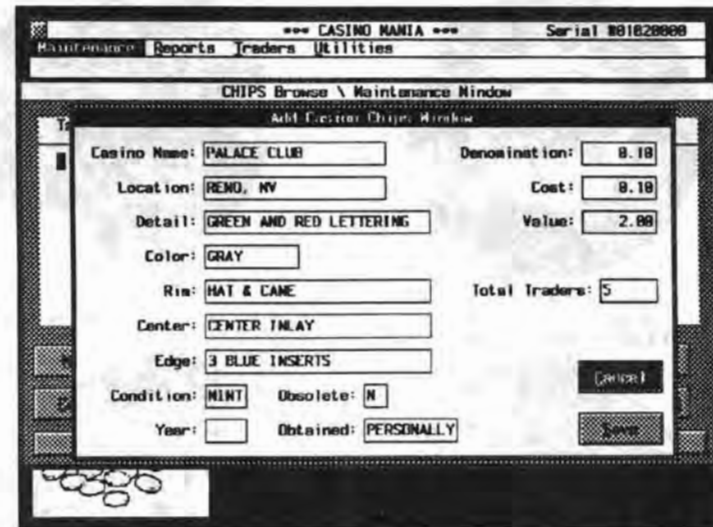 *** CASINO MANIA *** Serial #01020000
Maintenance Reports Traders Utilities
CHIPS Browse \ Maintenance Window
Add Casino Chips Window
Casino Name: PALACE CLUB Denomination: 0.10
Location: RENO, NV Cost: 0.10
Detail: GREEN AND RED LETTERING Value: 2.00
Color: GRAY
Rim: HAT & CANE Total Traders: 5
Center: CENTER INLAY
Edge: 3 BLUE INSERTS
Cancel
Condition: MINT Obsolete: N
Year: Obtained: PERSONALLY Save